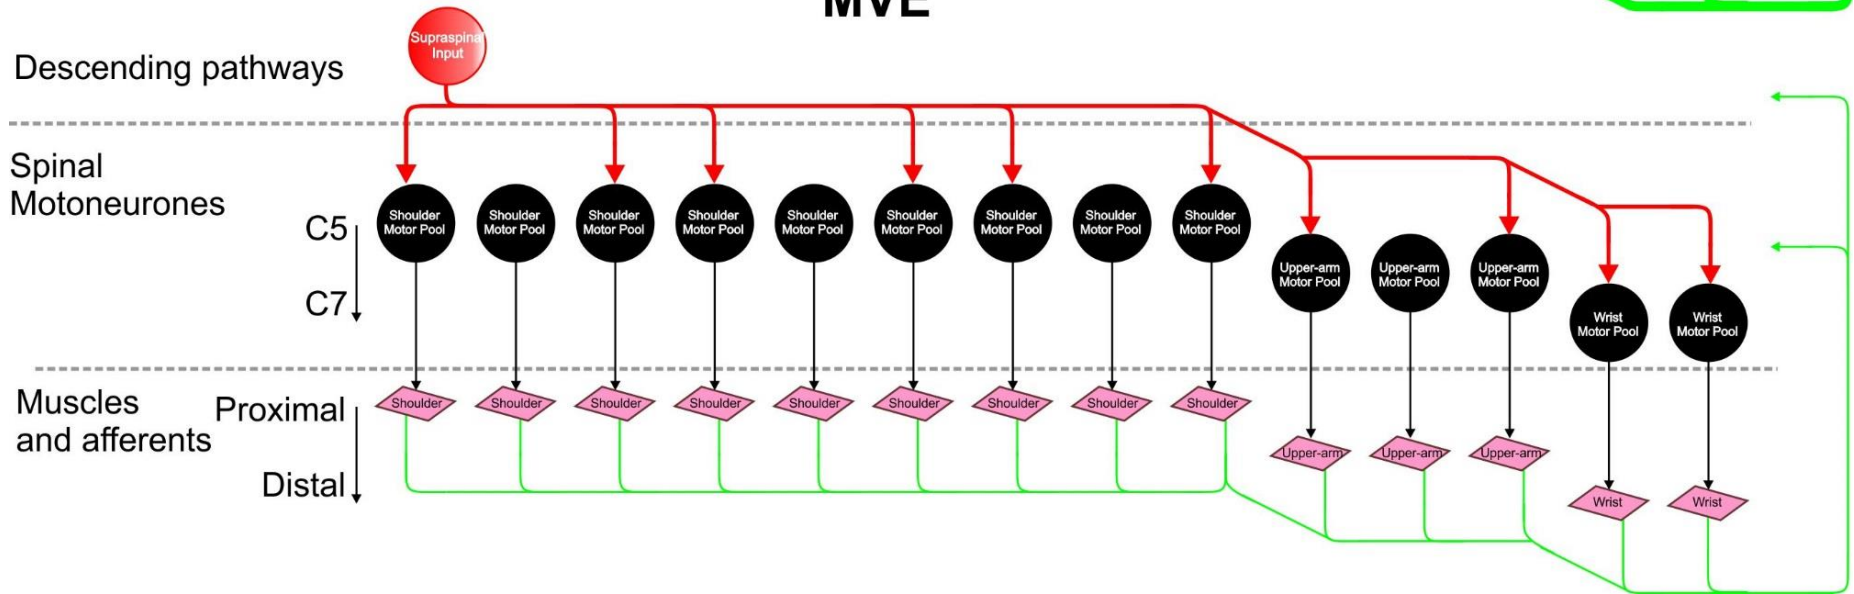 MVE
Supraspinal
Input
Descending pathways
Spinal
Motoneurones
C5
C7
Shoulder
Motor Pool
Shoulder
Motor Pool
Shoulder
Motor Pool
Shoulder
Motor Pool
Shoulder
Motor Pool
Shoulder
Motor Pool
Shoulder
Motor Pool
Shoulder
Motor Pool
Shoulder
Motor Pool
Upper-arm
Motor Pool
Upper-arm
Motor Pool
Upper-arm
Motor Pool
Wrist
Motor Pool
Wrist
Motor Pool
Muscles
and afferents
Proximal
Distal
Shoulder
Shoulder
Shoulder
Shoulder
Shoulder
Shoulder
Shoulder
Shoulder
Shoulder
Upper-arm
Upper-arm
Upper-arm
Wrist
Wrist